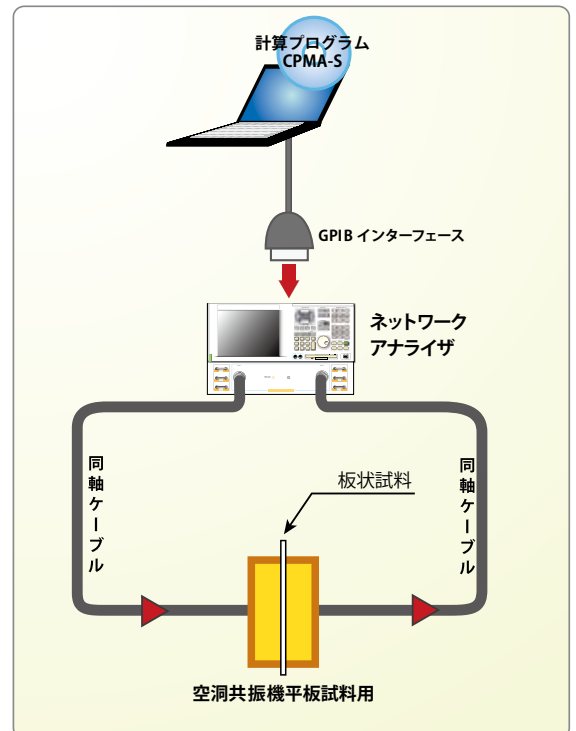 計算プログラム
CPMA-S
GPIB インターフェース
ネットワーク
アナライザ
同軸ケーブル
同軸ケーブル
板状試料
空洞共振機平板試料用